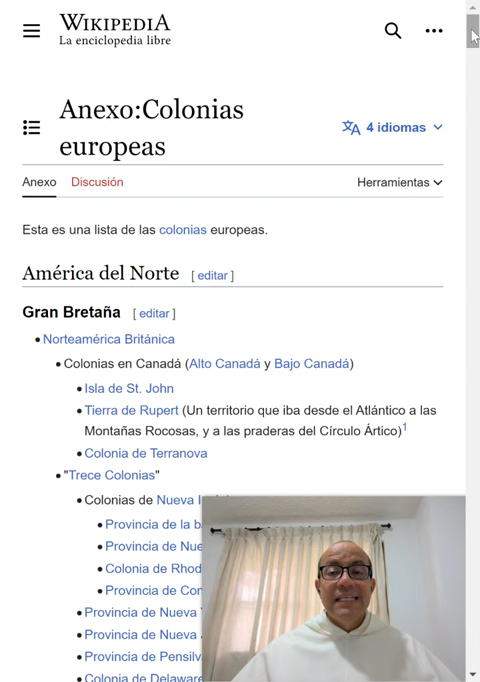 WIKIPEDIA
La enciclopedia libre
Anexo:Colonias
europeas
4 idiomas
Anexo Discusión Herramientas
Esta es una lista de las colonias europeas.
América del Norte [ editar ]
Gran Bretaña [ editar ]
• Norteamérica Británica
• Colonias en Canadá (Alto Canadá y Bajo Canadá)
• Isla de St. John
• Tierra de Rupert (Un territorio que iba desde el Atlántico a las
Montañas Rocosas, y a las praderas del Círculo Ártico)1
• Colonia de Terranova
• "Trece Colonias"
• Colonias de Nueva
• Provincia de la
• Provincia de
• Colonia de
• Provincia de
• Provincia de Nueva
• Provincia de Nueva
• Provincia de
Colonia de Delaware